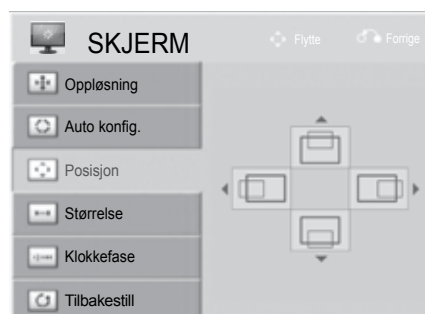 SKJERM
Flytte
Forrige
Oppløsning
Auto konfig.
Posisjon
Størrelse
Klokkefase
Tilbakestill